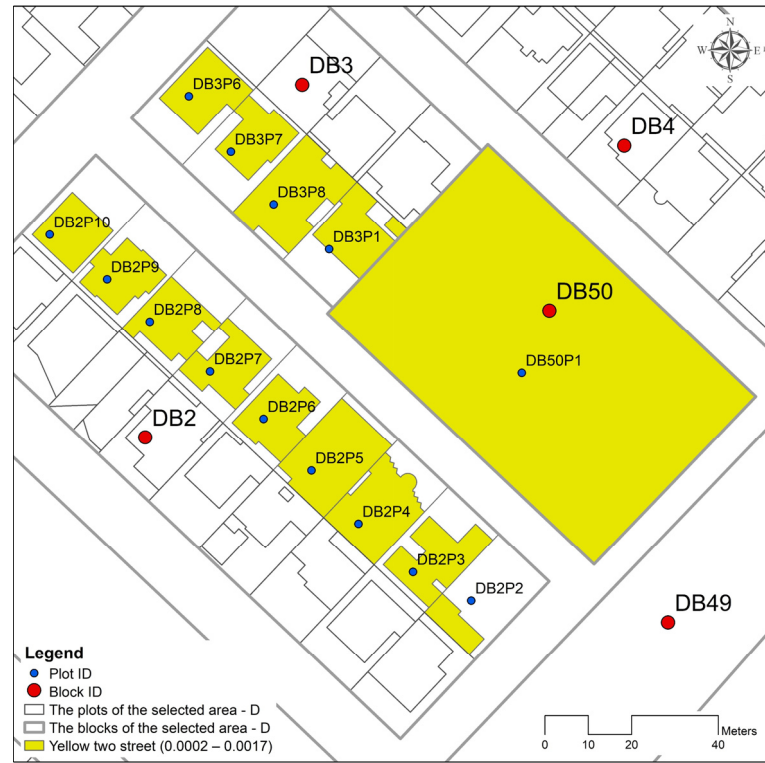 N
W E
S
DB3
DB3P6
DB4
DB3P7
DB3P8
DB2P10
DB3P1
DB2P9
DB50
DB2P8
DB2P7
DB50P1
DB2P6
DB2
DB2P5
DB2P4
DB2P3
DB2P2
DB49
Legend
Plot ID
Block ID
The plots of the selected area - D
The blocks of the selected area - D
Yellow two street (0.0002 – 0.0017)
Meters
0 10 20 40